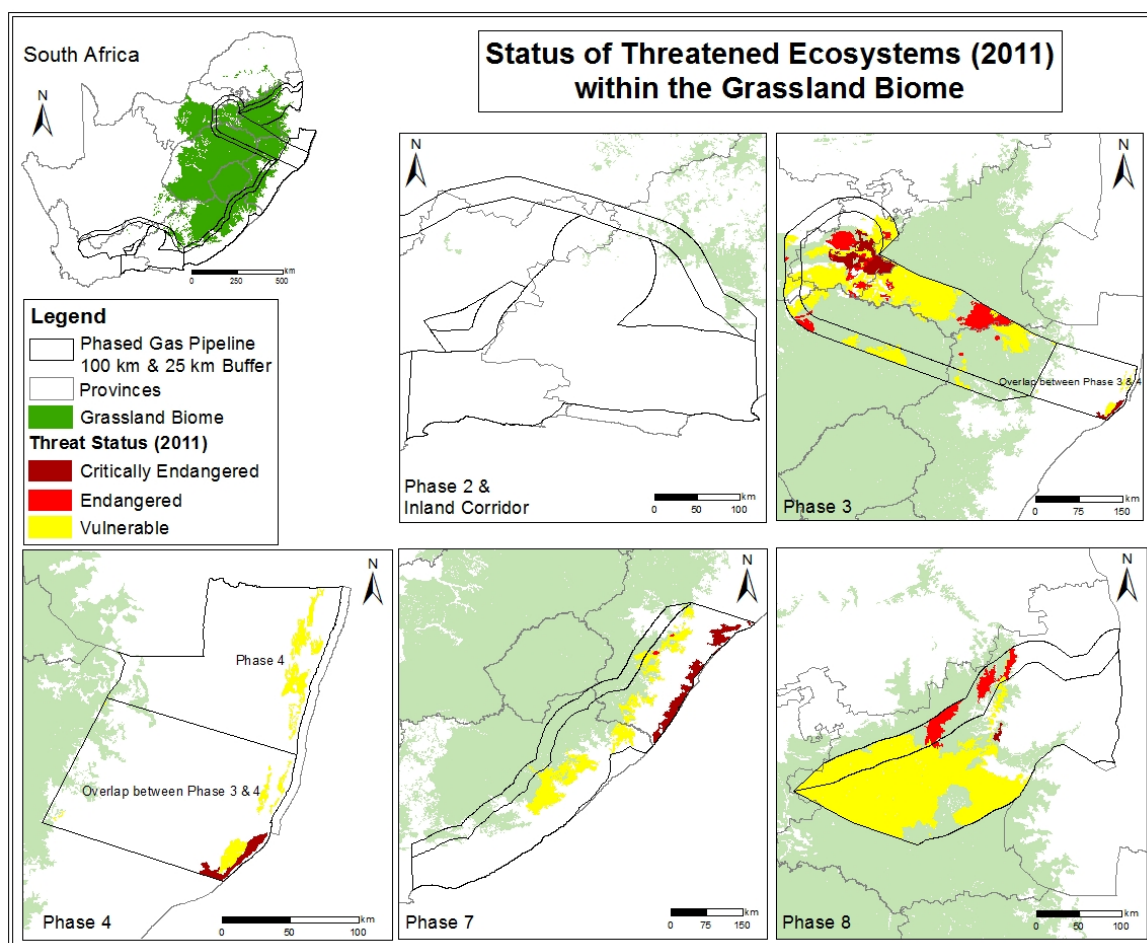 South Africa
N
0 250 500 km
Status of Threatened Ecosystems (2011)
within the Grassland Biome
Legend
Phased Gas Pipeline
100 km & 25 km Buffer
Provinces
Grassland Biome
Threat Status (2011)
Critically Endangered
Endangered
Vulnerable
N
Phase 2 &
Inland Corridor
0 50 100 km
N
Overlap between Phase 3 & 4
Phase 3
0 75 150 km
N
Phase 4
Overlap between Phase 3 & 4
Phase 4
0 50 100 km
N
Phase 7
0 75 150 km
N
Phase 8
0 50 100 km